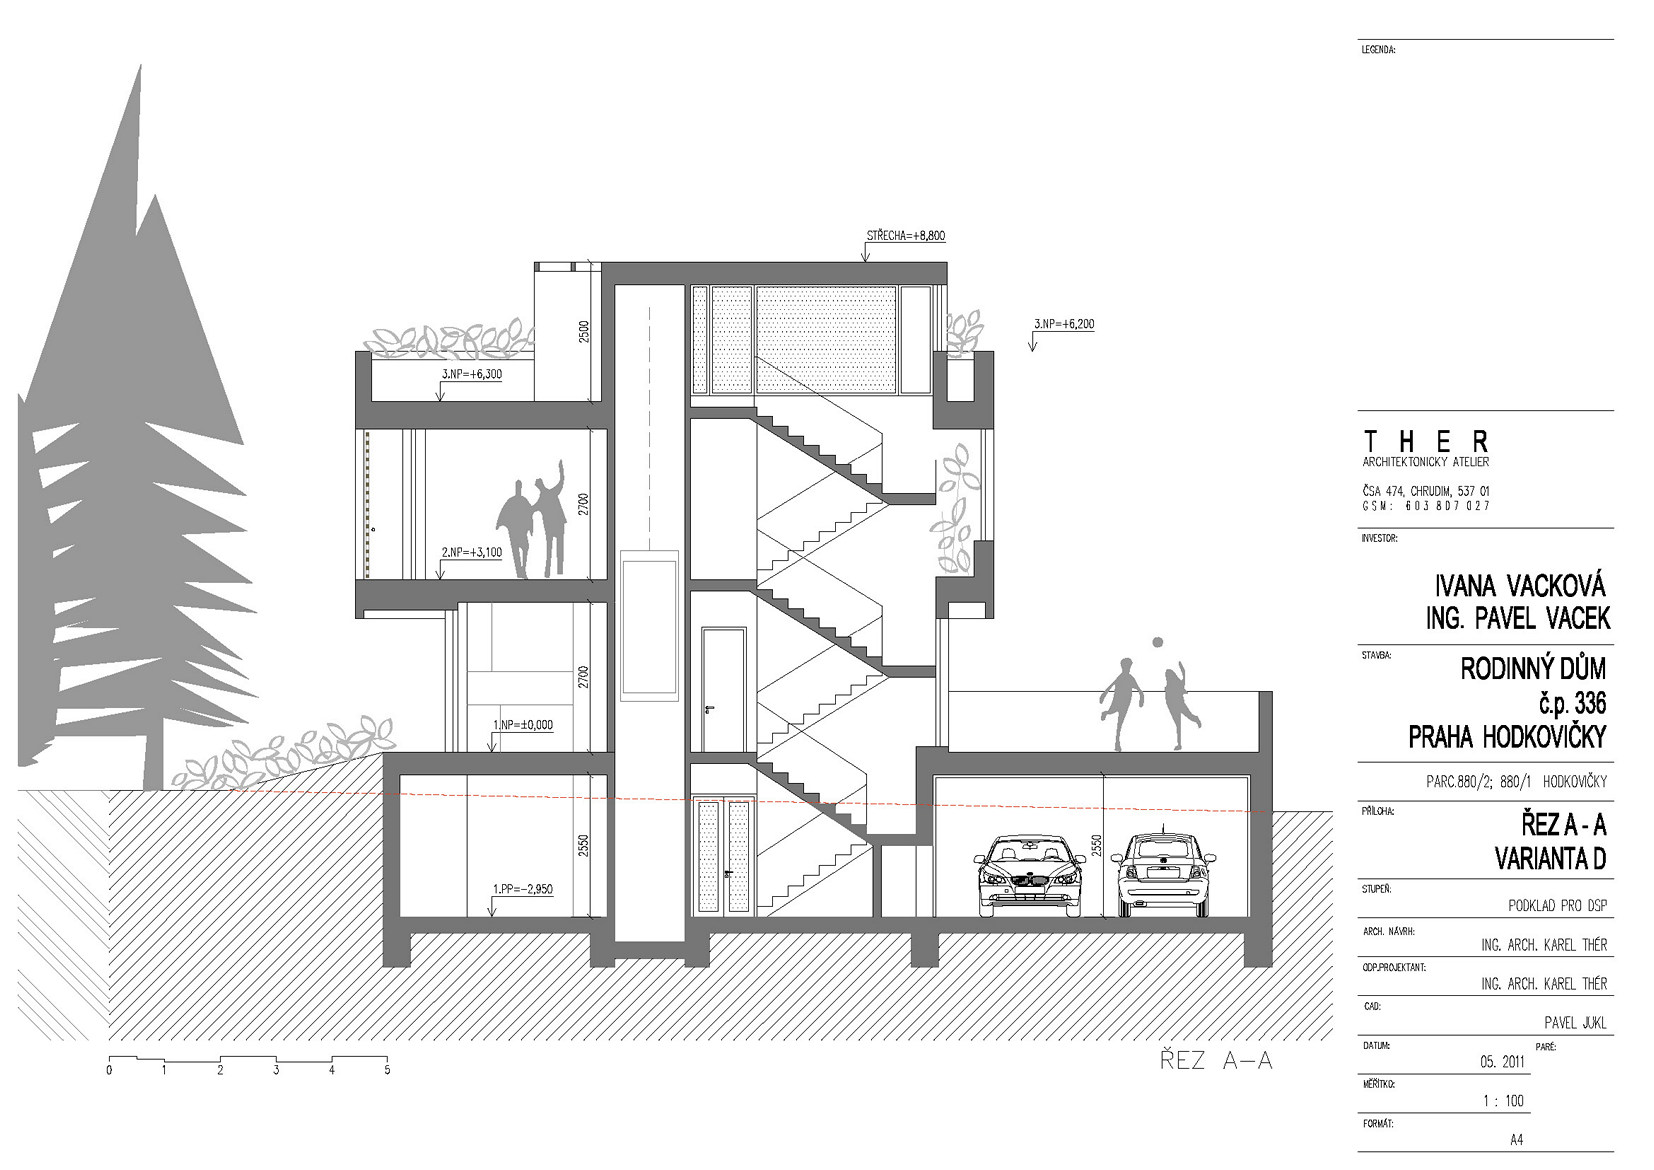 STŘECHA=+8,800
3.NP=+6,200
2500
3.NP=+6,300
2700
2.NP=+3,100
2700
1.NP=±0,000
2550
2550
1.PP=-2,950
0 1 2 3 4 5
ŘEZ A-A
LEGENDA:
THER
ARCHITEKTONICKY ATELIER
ČSA 474, CHRUDIM, 537 01
GSM: 603 807 027
INVESTOR:
IVANA VACKOVÁ
ING. PAVEL VACEK
STAVBA:
RODINNÝ DŮM
č.p. 336
PRAHA HODKOVIČKY
PARC.880/2; 880/1 HODKOVIČKY
PŘÍLOHA:
ŘEZ A - A
VARIANTA D
STUPEŇ:
PODKLAD PRO DSP
ARCH. NÁVRH:
ING. ARCH. KAREL THÉR
ODP.PROJEKTANT:
ING. ARCH. KAREL THÉR
CAD:
PAVEL JUKL
DATUM:
PARÉ:
05. 2011
MĚŘÍTKO:
1 : 100
FORMÁT:
A4